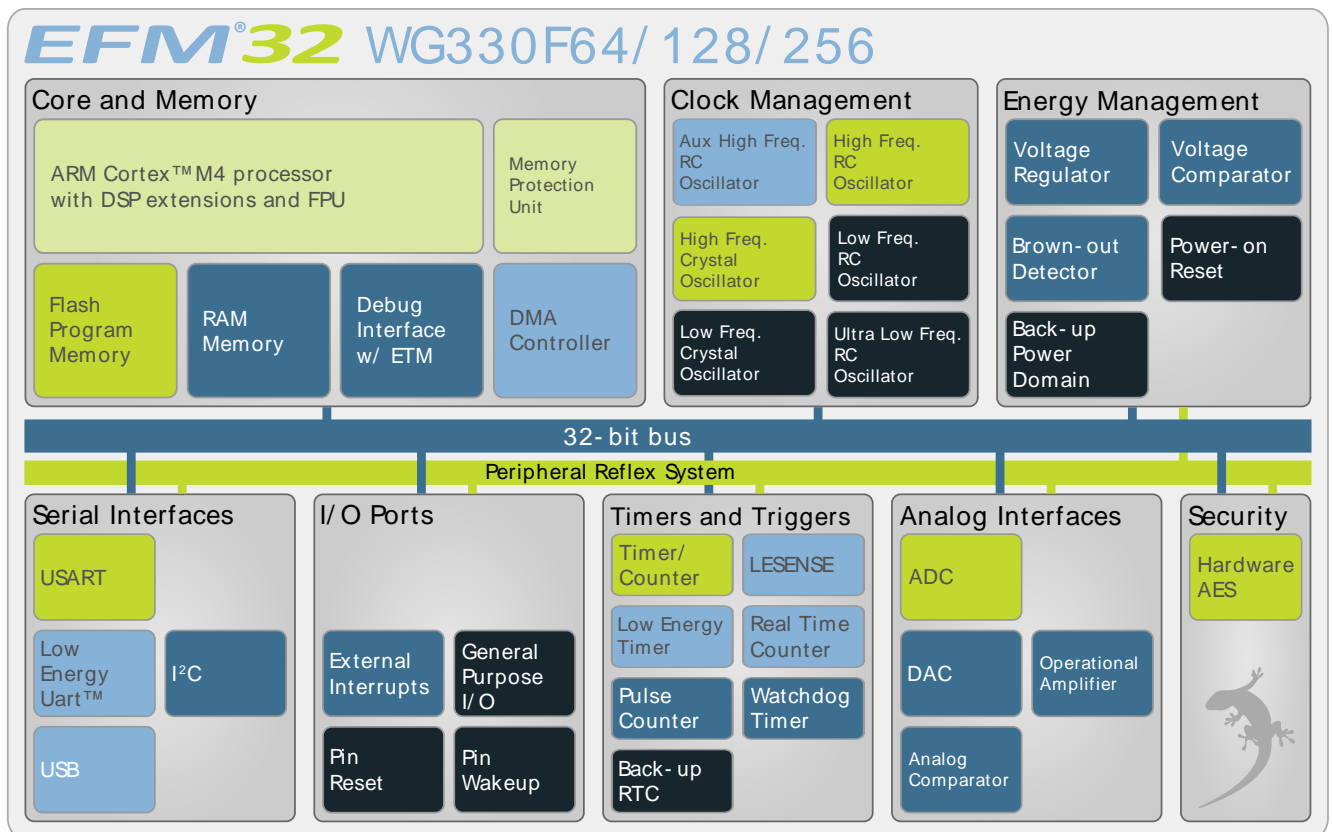 EFM®32 WG330F64/128/256
Core and Memory
ARM Cortex™ M4 processor
with DSP extensions and FPU
Memory
Protection
Unit
Flash
Program
Memory
RAM
Memory
Debug
Interface
w/ ETM
DMA
Controller
Clock Management
Aux High Freq.
RC
Oscillator
High Freq.
RC
Oscillator
High Freq.
Crystal
Oscillator
Low Freq.
RC
Oscillator
Low Freq.
Crystal
Oscillator
Ultra Low Freq.
RC
Oscillator
Energy Management
Voltage
Regulator
Voltage
Comparator
Brown-out
Detector
Power-on
Reset
Back-up
Power
Domain
32-bit bus
Peripheral Reflex System
Serial Interfaces
USART
Low
Energy
Uart™
I²C
USB
I/O Ports
External
Interrupts
General
Purpose
I/O
Pin
Reset
Pin
Wakeup
Timers and Triggers
Timer/
Counter
LESENSE
Low Energy
Timer
Real Time
Counter
Pulse
Counter
Watchdog
Timer
Back-up
RTC
Analog Interfaces
ADC
DAC
Operational
Amplifier
Analog
Comparator
Security
Hardware
AES